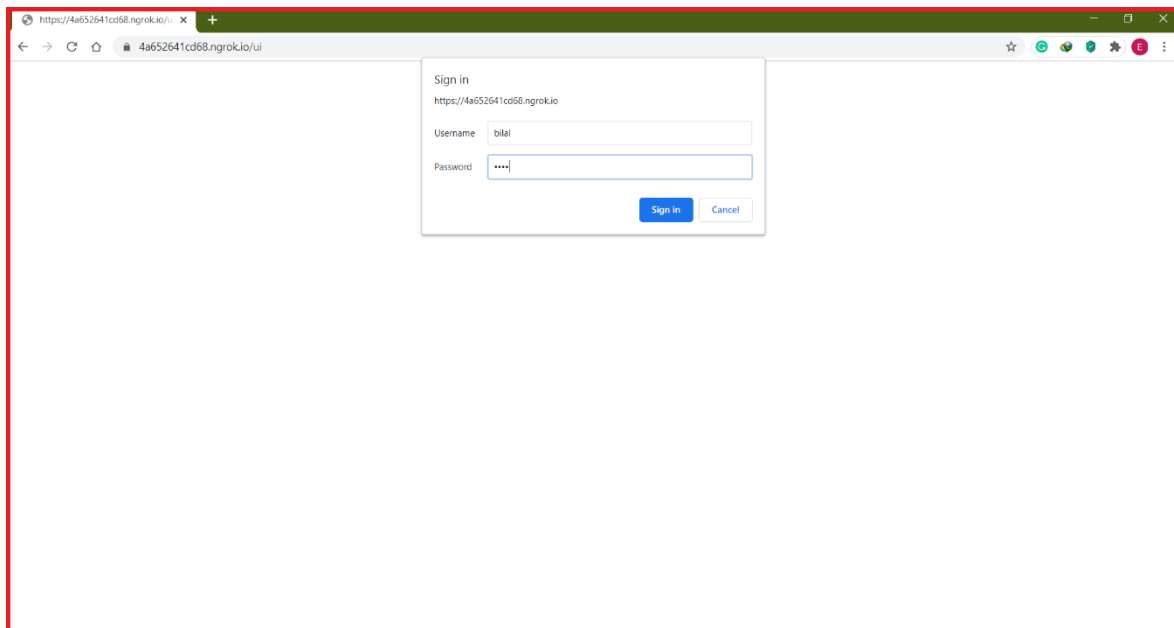 https://4a652641cd68.ngrok.io/u
4a652641cd68.ngrok.io/ui
E
Sign in
https://4a652641cd68.ngrok.io
Username bilal
Password ••••
Sign in Cancel